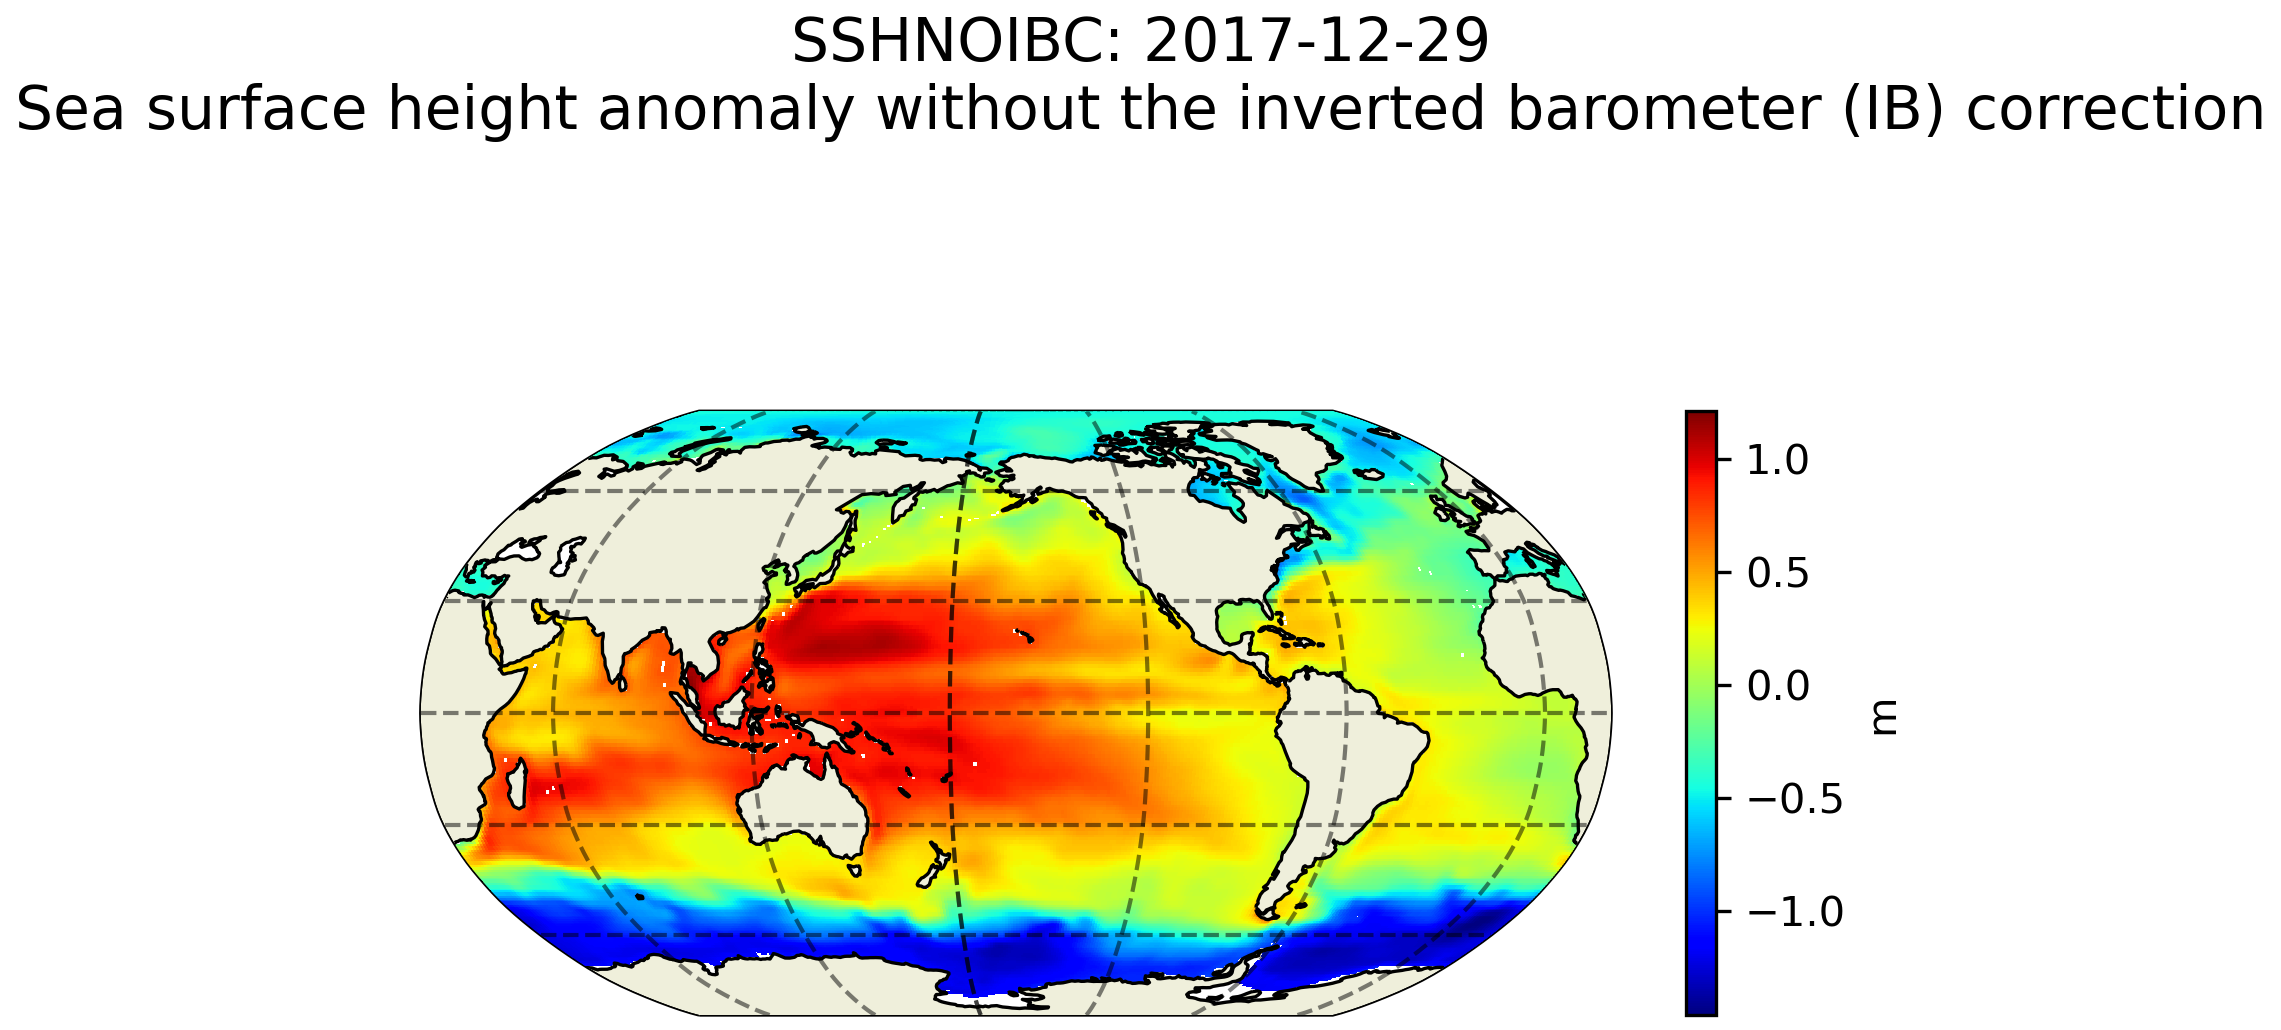 SSHNOIBC: 2017-12-29
Sea surface height anomaly without the inverted barometer (IB) correction
1.0
0.5
0.0
−0.5
−1.0
m